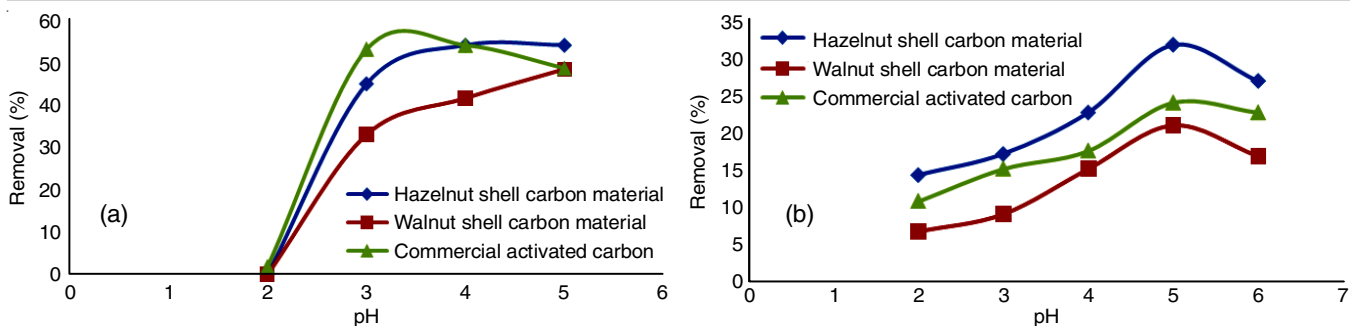 60
50
40
30
20
10
0
Removal (%)
(a)
Hazelnut shell carbon material
Walnut shell carbon material
Commercial activated carbon
0 1 2 3 4 5 6
pH
35
30
25
20
15
10
5
0
Removal (%)
Hazelnut shell carbon material
Walnut shell carbon material
Commercial activated carbon
(b)
0 1 2 3 4 5 6 7
pH